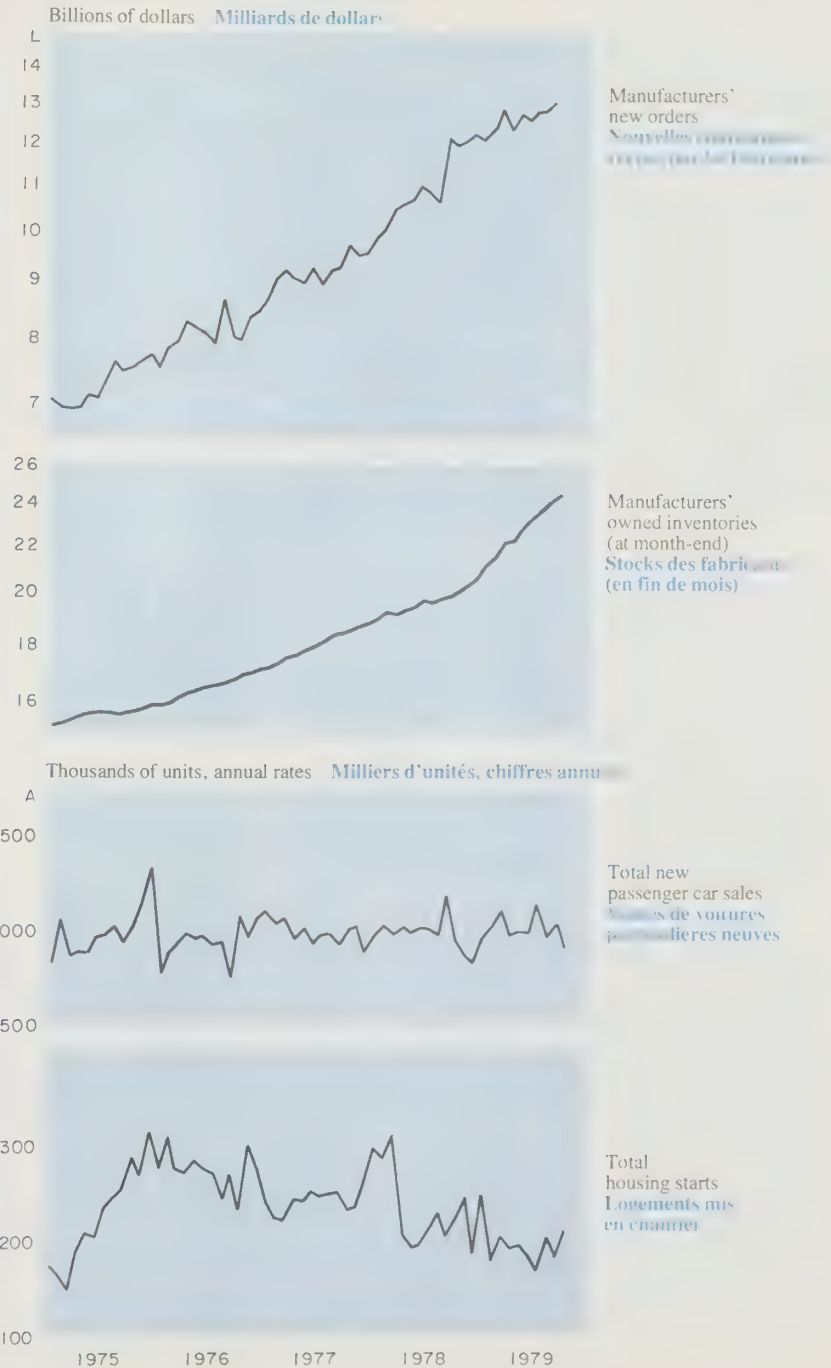 Billions of dollars Milliards de dollars
L
14
13
12
11
10
9
8
7
Manufacturers'
new orders
Nouvelles
26
24
22
20
18
16
Manufacturers'
owned inventories
(at month-end)
Stocks des fabricants
(en fin de mois)
Thousands of units, annual rates Milliers d'unités, chiffres annu
A
500
000
500
Total new
passenger car sales
de voitures
neuves
300
200
100
Total
housing starts
Logements mis
en chantier
1975 1976 1977 1978 1979